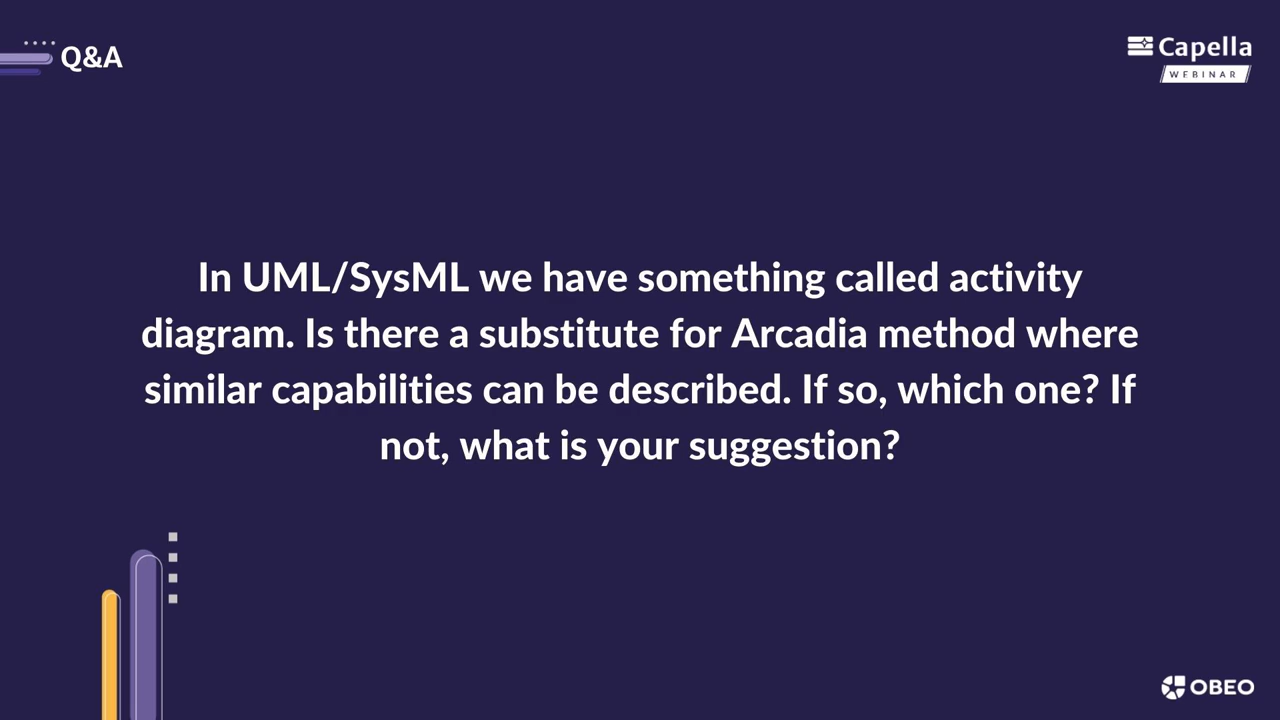 Q&A
Capella
WEBINAR
In UML/SysML we have something called activity
diagram. Is there a substitute for Arcadia method where
similar capabilities can be described. If so, which one? If
not, what is your suggestion?
OBEO